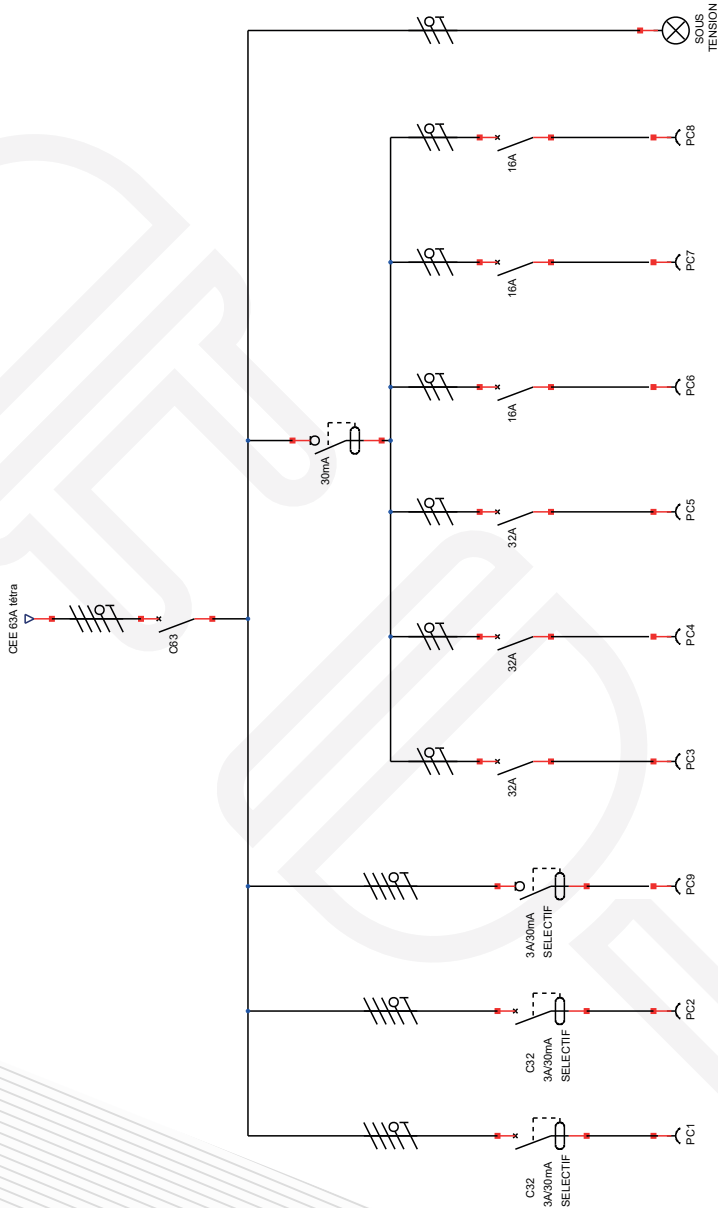 CEE 63A tétra
C63
30mA
C32
3A/30mA
SELECTIF
C32
3A/30mA
SELECTIF
3A/30mA
SELECTIF
32A
32A
32A
16A
16A
16A
PC1
PC2
PC9
PC3
PC4
PC5
PC6
PC7
PC8
SOUS
TENSION